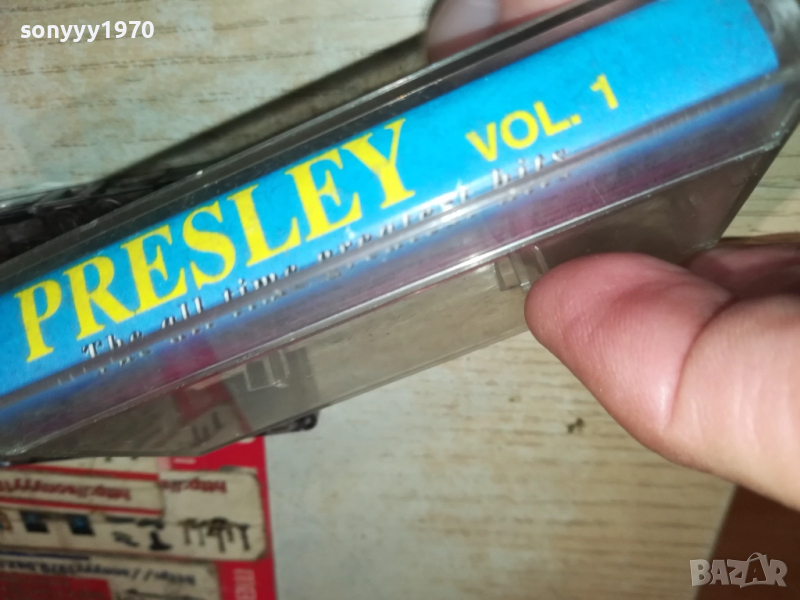 sonyyy1970
PRESLEY VOL. 1
The all time greatest hits
BAZAR